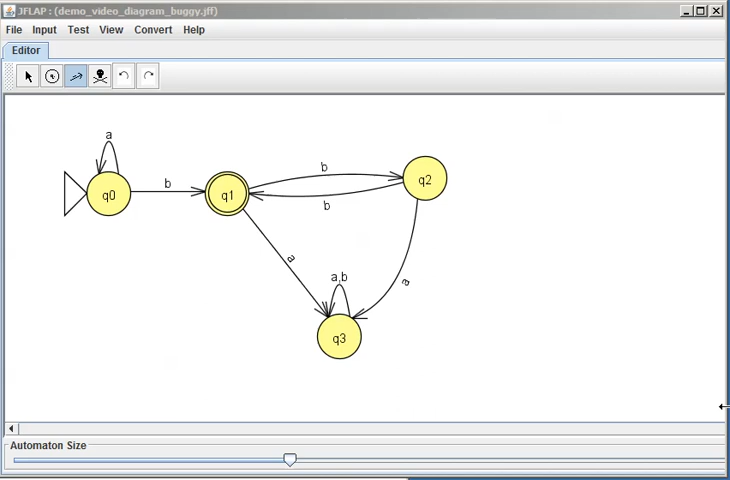 JFLAP : (demo_video_diagram_buggy.jff)
File Input Test View Convert Help
Editor
a
b
b
b
a
a
a,b
q0
q1
q2
q3
Automaton Size